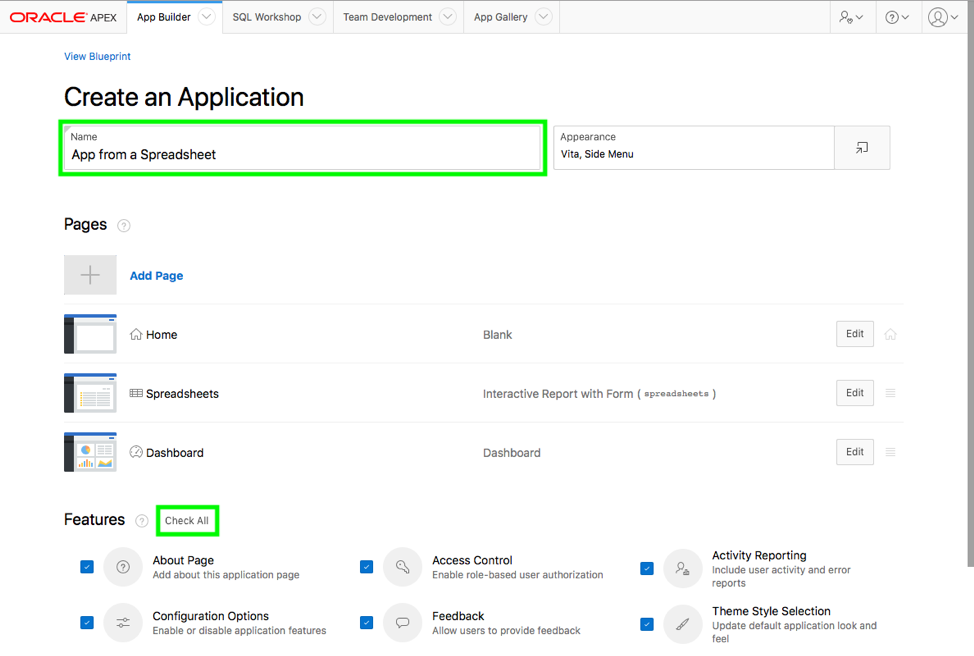 ORACLE APEX App Builder SQL Workshop Team Development App Gallery
View Blueprint
Create an Application
Name
App from a Spreadsheet
Appearance
Vita, Side Menu
Pages ?
Add Page
Home Blank Edit
Spreadsheets Interactive Report with Form ( spreadsheets ) Edit
Dashboard Dashboard Edit
Features ? Check All
About Page
Add about this application page
Access Control
Enable role-based user authorization
Activity Reporting
Include user activity and error
reports
Configuration Options
Enable or disable application features
Feedback
Allow users to provide feedback
Theme Style Selection
Update default application look and
feel